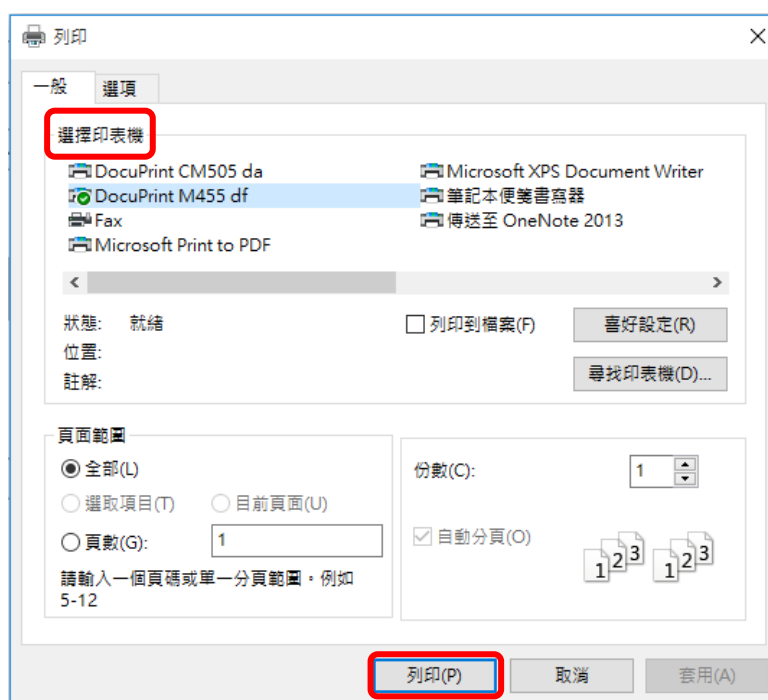 列印
一般 選項
選擇印表機
DocuPrint CM505 da
DocuPrint M455 df
Fax
Microsoft Print to PDF
Microsoft XPS Document Writer
筆記本便箋書寫器
傳送至 OneNote 2013
狀態: 就緒
位置:
註解:
列印到檔案(F)
喜好設定(R)
尋找印表機(D)...
頁面範圍
全部(L)
選取項目(T) 目前頁面(U)
頁數(G): 1
請輸入一個頁碼或單一分頁範圍。例如
5-12
份數(C): 1
自動分頁(O)
1 2 3 1 2 3
列印(P) 取消 套用(A)